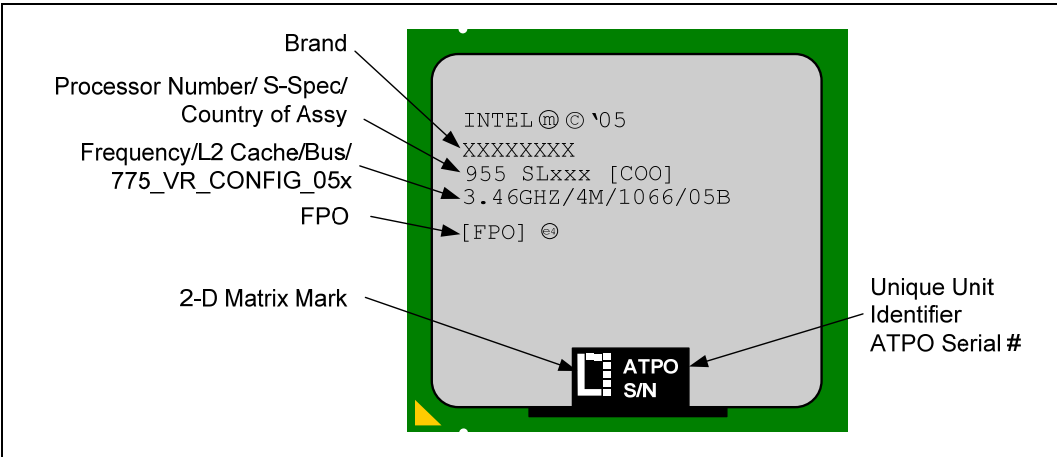 Brand
Processor Number/ S-Spec/
Country of Assy
Frequency/L2 Cache/Bus/
775_VR_CONFIG_05x
FPO
2-D Matrix Mark
INTEL ⓜ © '05
XXXXXXXX
955 SLxxx [COO]
3.46GHZ/4M/1066/05B
[FPO] e4
ATPO
S/N
Unique Unit
Identifier
ATPO Serial #